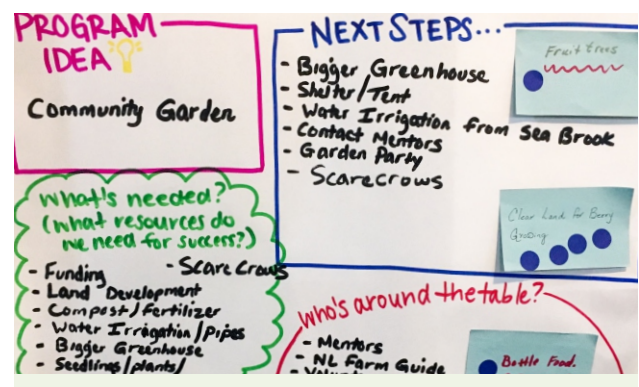 PROGRAM
IDEA
Community Garden
NEXT STEPS...
- Bigger Greenhouse
- Shelter/Tent
- Water Irrigation from Sea Brook
- Contact Mentors
- Garden Party
- Scarecrows
Fruit trees
Clear Land for Berry
Growing
What's needed?
(what resources do
we need for success?)
- Funding
- Scare Crows
- Land Development
- Compost/Fertilizer
- Water Irrigation/Pipes
- Bigger Greenhouse
- Seedlings/plants/
Who's around the table?
- Mentors
- NL Farm Guide
Bottle Food.